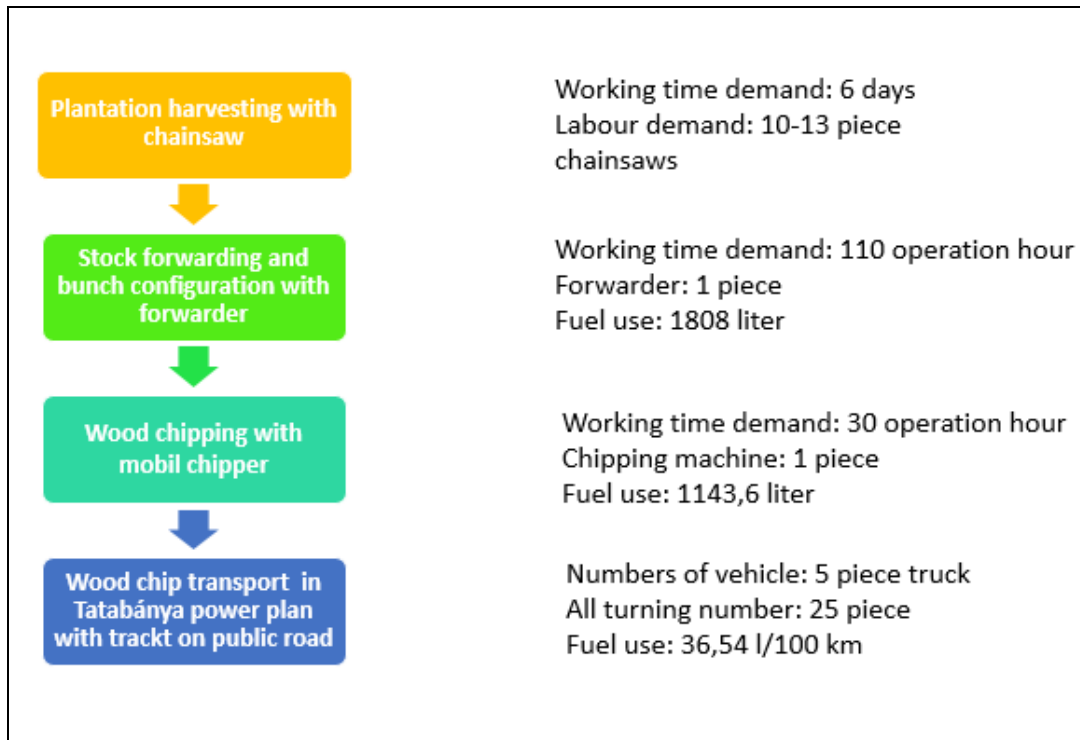 Plantation harvesting with
chainsaw
Working time demand: 6 days
Labour demand: 10-13 piece
chainsaws
Stock forwarding and
bunch configuration with
forwarder
Working time demand: 110 operation hour
Forwarder: 1 piece
Fuel use: 1808 liter
Wood chipping with
mobil chipper
Working time demand: 30 operation hour
Chipping machine: 1 piece
Fuel use: 1143,6 liter
Wood chip transport in
Tatabánya power plan
with trackt on public road
Numbers of vehicle: 5 piece truck
All turning number: 25 piece
Fuel use: 36,54 l/100 km